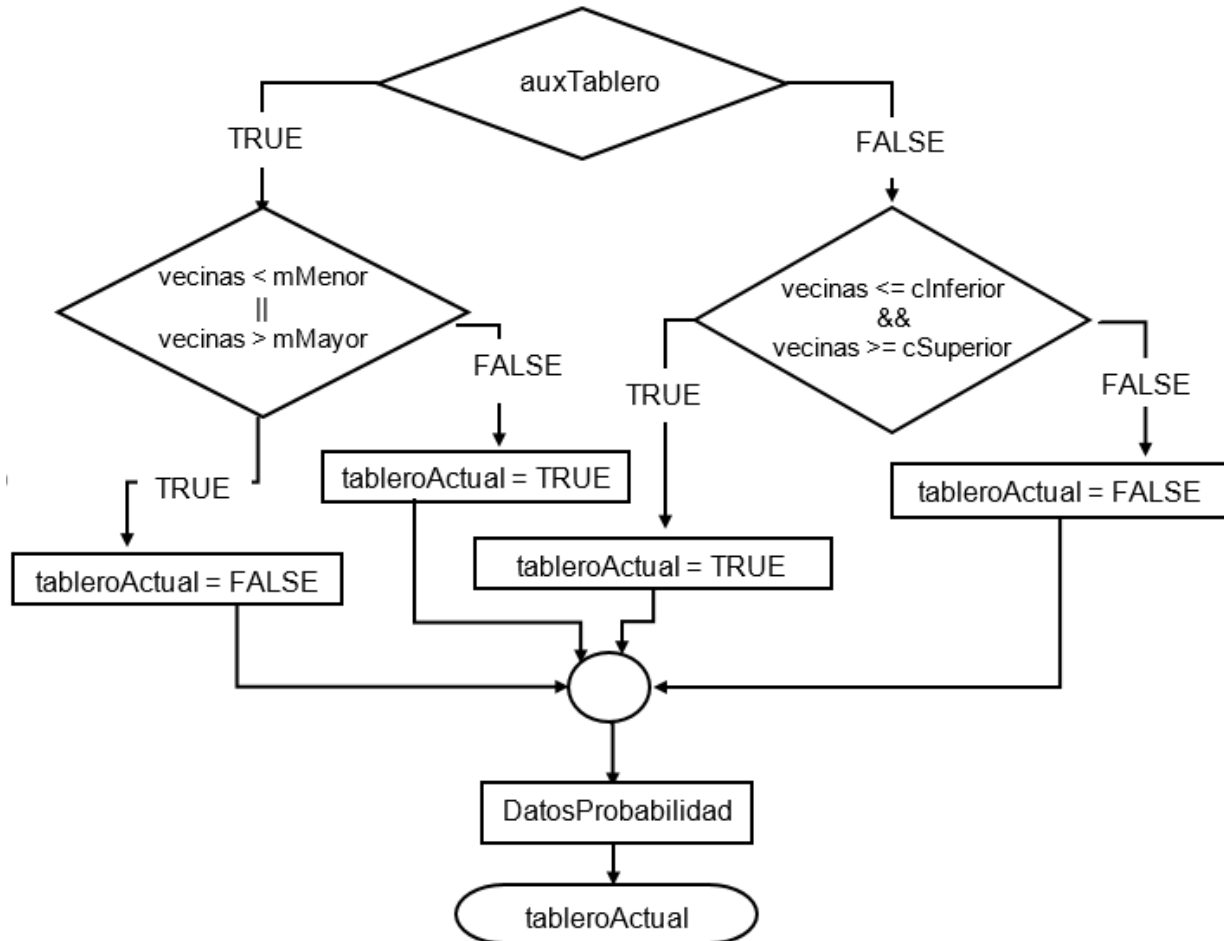 auxTablero
TRUE
FALSE
vecinas < mMenor
||
vecinas > mMayor
vecinas <= cInferior
&&
vecinas >= cSuperior
FALSE
TRUE
FALSE
TRUE
tableroActual = TRUE
tableroActual = FALSE
tableroActual = FALSE
tableroActual = TRUE
DatosProbabilidad
tableroActual